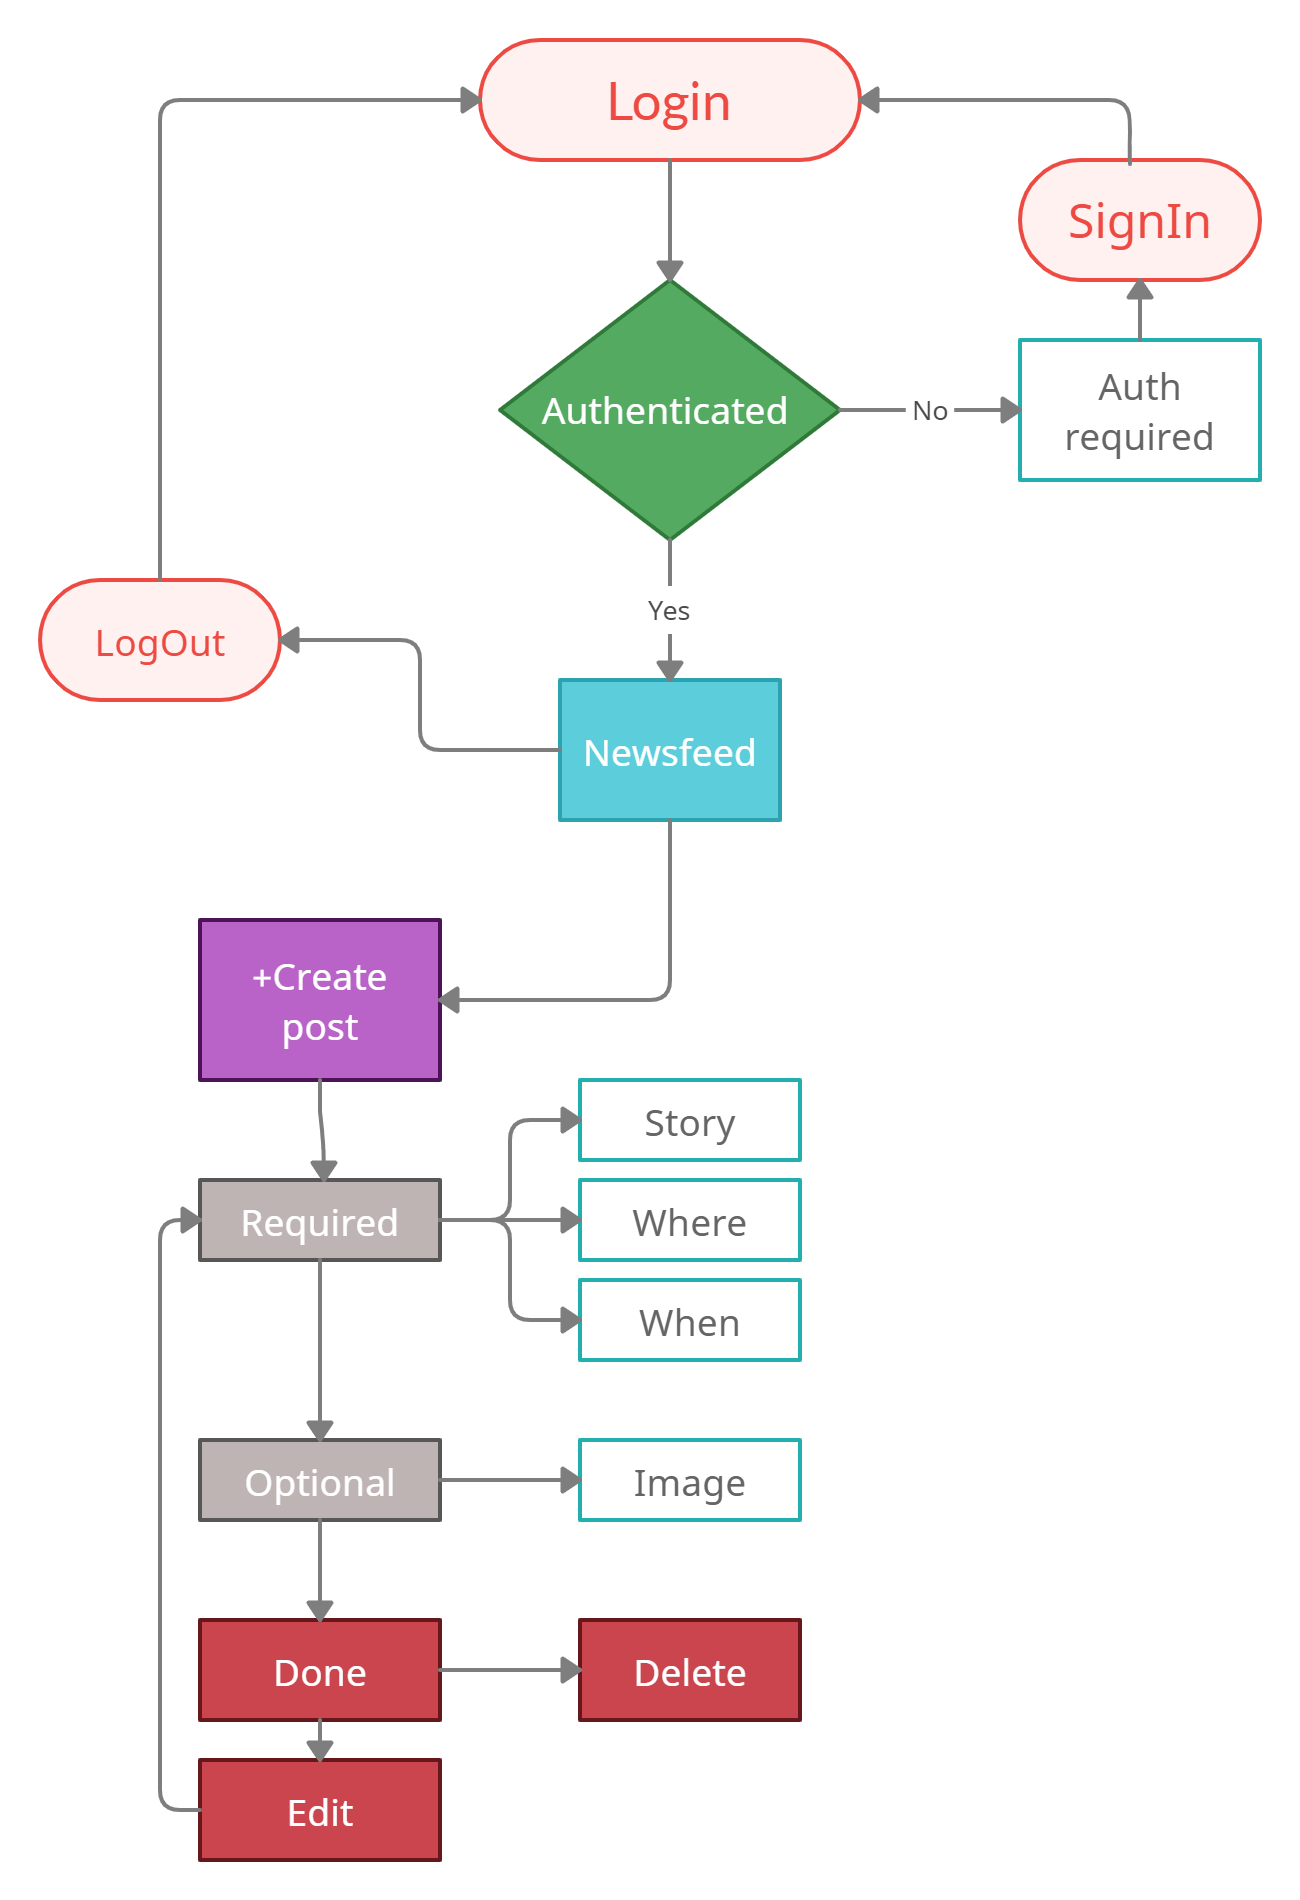 Login
SignIn
Authenticated
No
Auth
required
Yes
LogOut
Newsfeed
+Create
post
Story
Required
Where
When
Optional
Image
Done
Delete
Edit